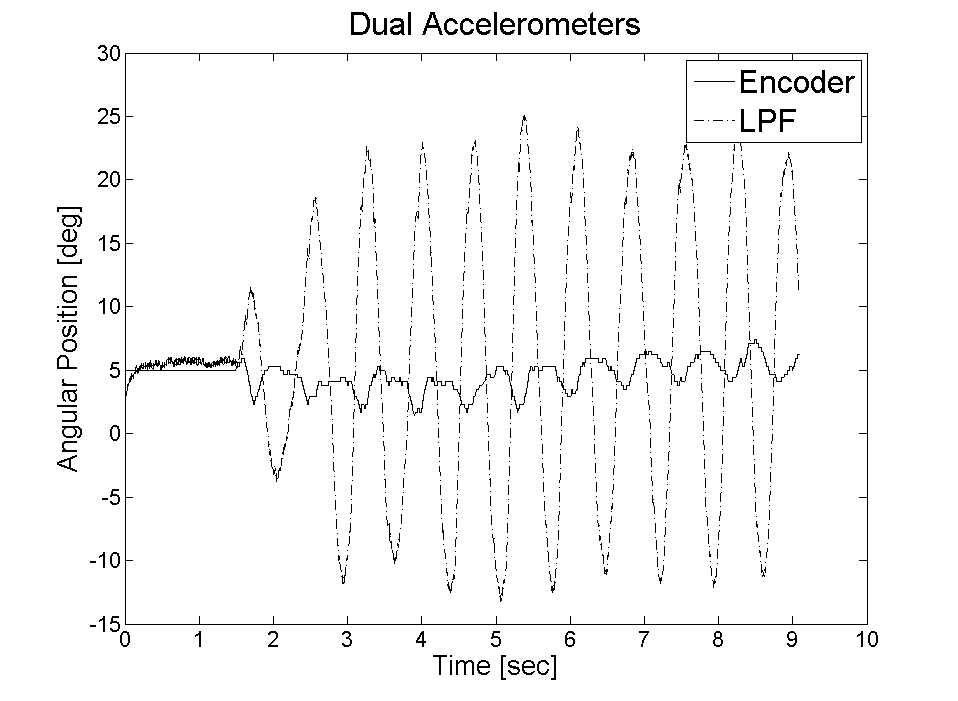 Dual Accelerometers
Encoder
LPF
Angular Position [deg]
30
25
20
15
10
5
0
-5
-10
-15
0 1 2 3 4 5 6 7 8 9 10
Time [sec]